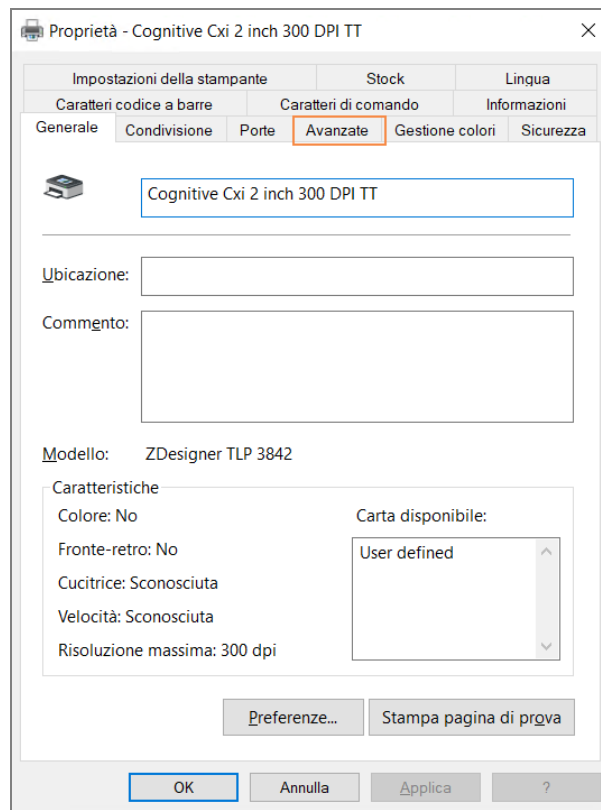 Proprietà - Cognitive Cxi 2 inch 300 DPI TT
Impostazioni della stampante Stock Lingua
Caratteri codice a barre Caratteri di comando Informazioni
Generale Condivisione Porte Avanzate Gestione colori Sicurezza
Cognitive Cxi 2 inch 300 DPI TT
Ubicazione:
Commento:
Modello: ZDesigner TLP 3842
Caratteristiche
Colore: No Carta disponibile:
Fronte-retro: No User defined
Cucitrice: Sconosciuta
Velocità: Sconosciuta
Risoluzione massima: 300 dpi
Preferenze... Stampa pagina di prova
OK Annulla Applica ?